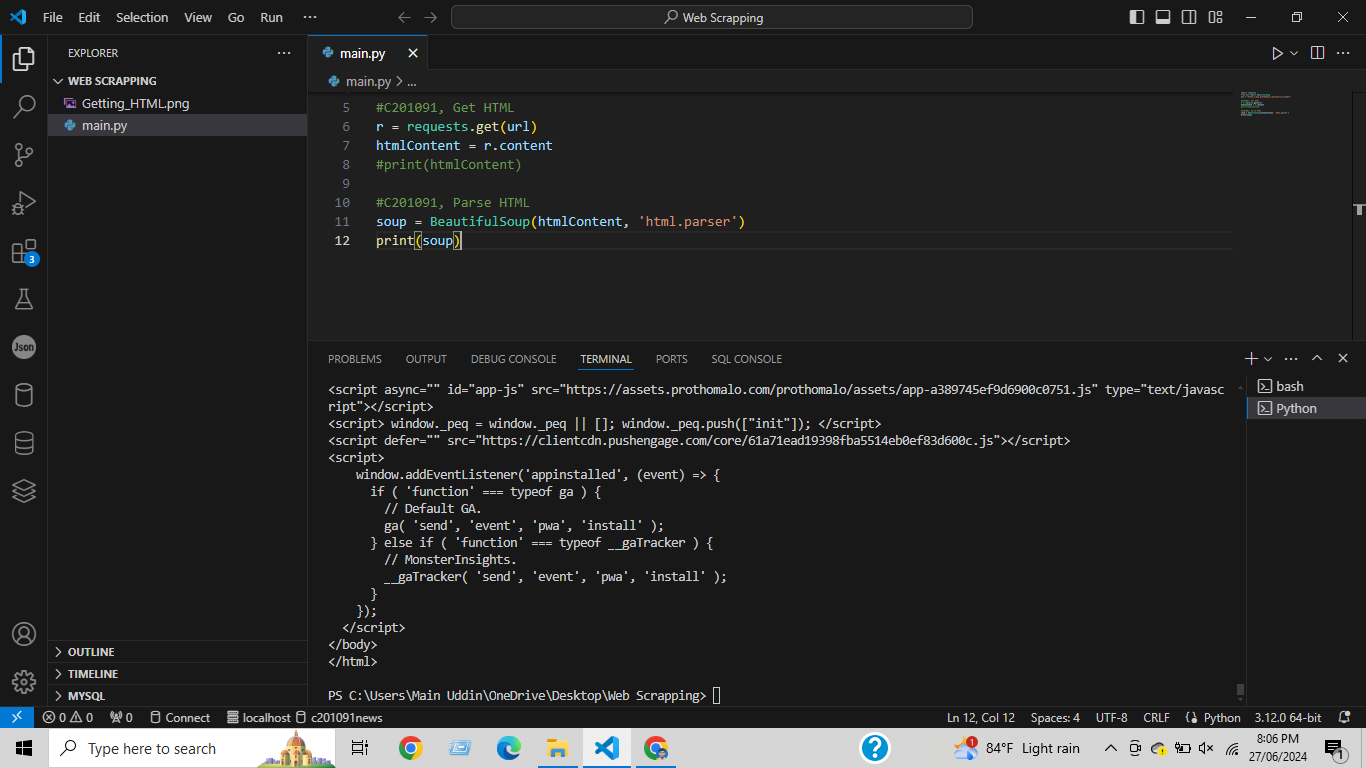 File Edit Selection View Go Run ···
Web Scrapping
EXPLORER
WEB SCRAPPING
Getting_HTML.png
main.py
main.py
main.py > ...
5 #C201091, Get HTML
6 r = requests.get(url)
7 htmlContent = r.content
8 #print(htmlContent)
9
10 #C201091, Parse HTML
11 soup = BeautifulSoup(htmlContent, 'html.parser')
12 print(soup)
3
Json
PROBLEMS OUTPUT DEBUG CONSOLE TERMINAL PORTS SQL CONSOLE
<script async="" id="app-js" src="https://assets.prothomalo.com/prothomalo/assets/app-a389745ef9d6900c0751.js" type="text/javasc
ript"></script>
<script> window._peq = window._peq || []; window._peq.push(["init"]); </script>
<script defer="" src="https://clientcdn.pushengage.com/core/61a71ead19398fba5514eb0ef83d600c.js"></script>
<script>
window.addEventListener('appinstalled', (event) => {
if ( 'function' === typeof ga ) {
// Default GA.
ga( 'send', 'event', 'pwa', 'install' );
} else if ( 'function' === typeof __gaTracker ) {
// MonsterInsights.
__gaTracker( 'send', 'event', 'pwa', 'install' );
}
});
</script>
</body>
</html>
PS C:\Users\Main Uddin\OneDrive\Desktop\Web Scrapping>
bash
Python
OUTLINE
TIMELINE
MYSQL
0 0 0 Connect localhost c201091news
Ln 12, Col 12 Spaces: 4 UTF-8 CRLF Python 3.12.0 64-bit
Type here to search
1 84°F Light rain
8:06 PM
27/06/2024
1